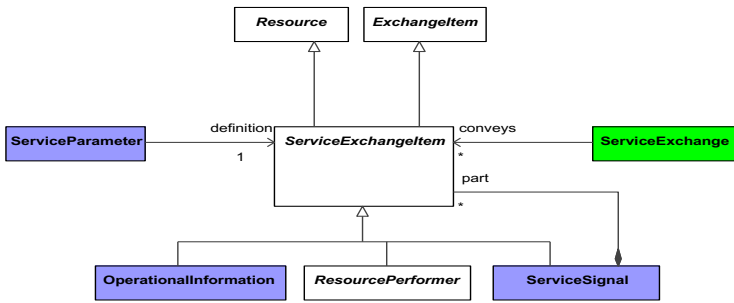 Resource
ExchangeItem
definition
conveys
ServiceParameter
ServiceExchangeItem
ServiceExchange
1
*
part
*
OperationalInformation
ResourcePerformer
ServiceSignal